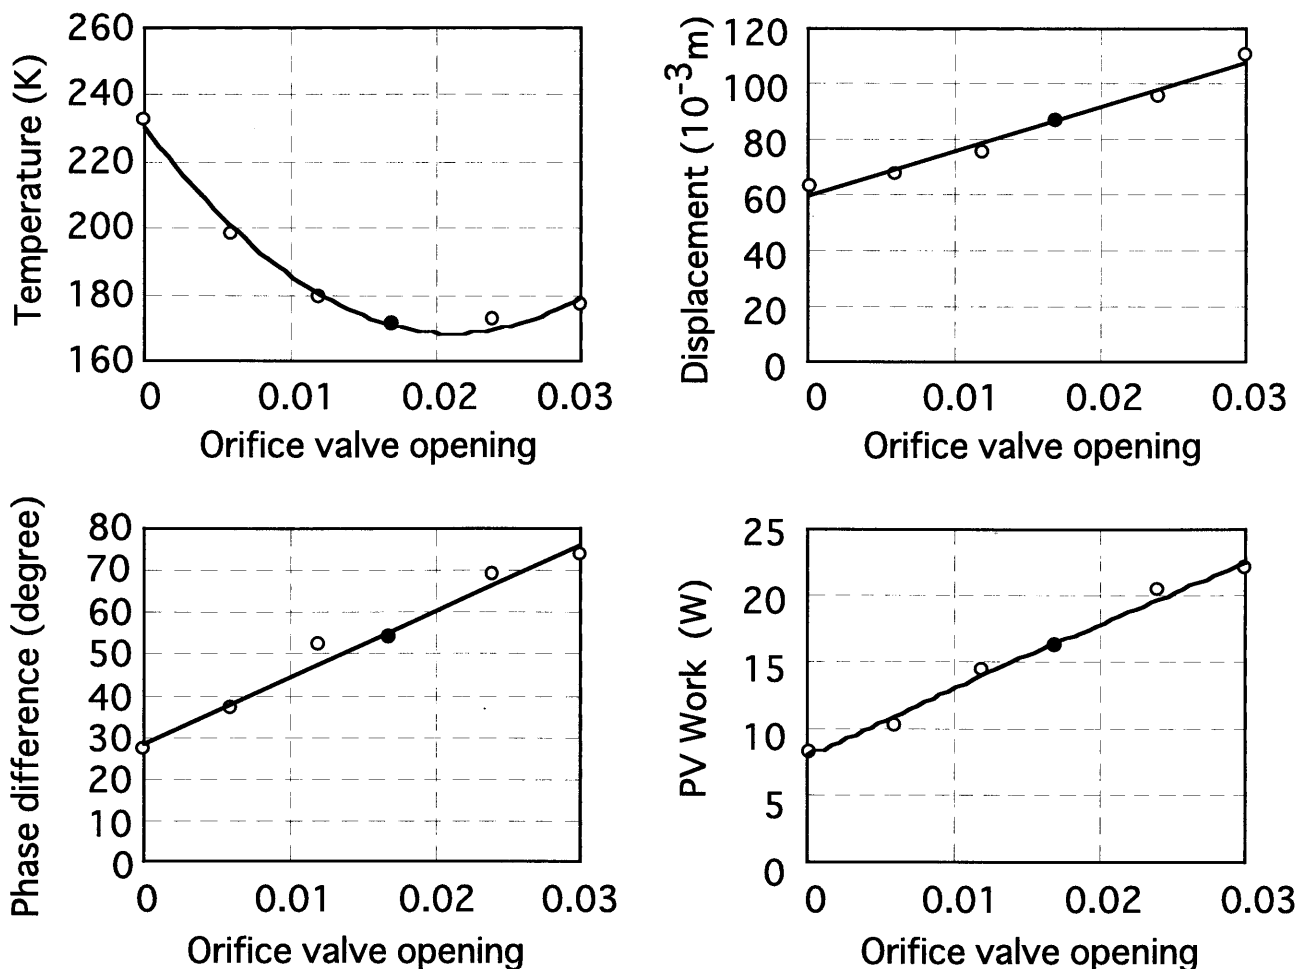 Temperature (K)
260
240
220
200
180
160
0 0.01 0.02 0.03
Orifice valve opening
Displacement (10⁻³m)
120
100
80
60
40
20
0
0 0.01 0.02 0.03
Orifice valve opening
Phase difference (degree)
80
70
60
50
40
30
20
10
0
0 0.01 0.02 0.03
Orifice valve opening
PV Work (W)
25
20
15
10
5
0
0 0.01 0.02 0.03
Orifice valve opening